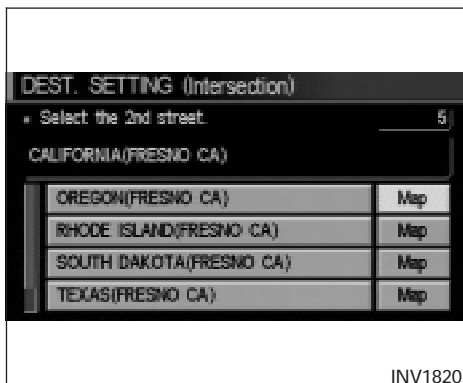 DEST. SETTING (Intersection)
Select the 2nd street. 5
CALIFORNIA(FRESNO CA)
OREGON(FRESNO CA) Map
RHODE ISLAND(FRESNO CA) Map
SOUTH DAKOTA(FRESNO CA) Map
TEXAS(FRESNO CA) Map
INV1820